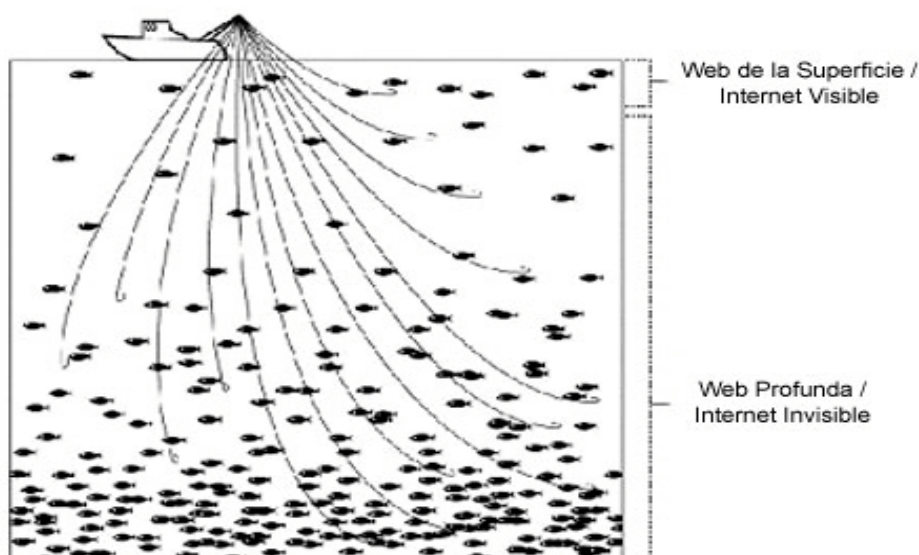 Web de la Superficie /
Internet Visible
Web Profunda /
Internet Invisible